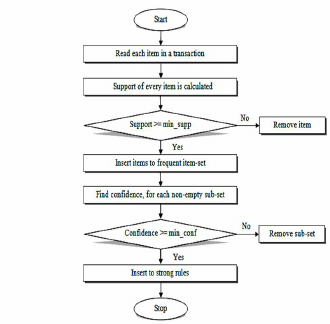 Start
Read each item in a transaction
Support of every item is calculated
Support >= min_supp
No
Remove item
Yes
Insert items to frequent item-set
Find confidence, for each non-empty sub-set
Confidence >= min_conf
No
Remove sub-set
Yes
Insert to strong rules
Stop